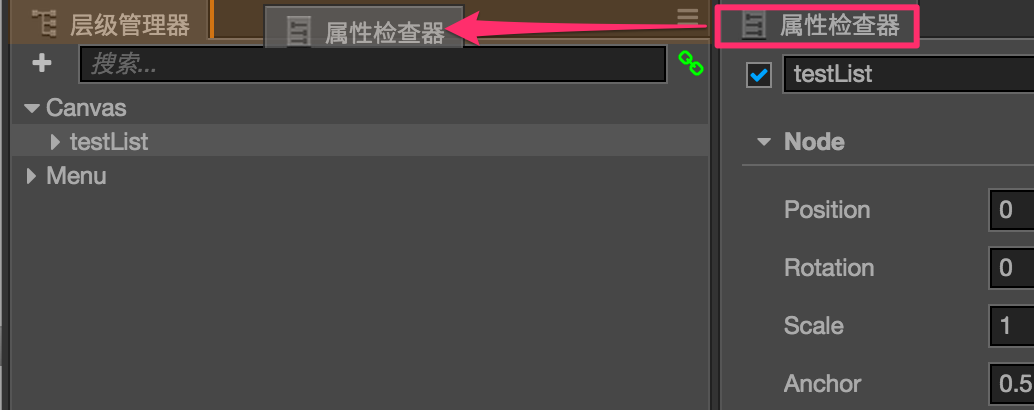 层级管理器
属性检查器
搜索...
Canvas
testList
Menu
属性检查器
testList
Node
Position 0
Rotation 0
Scale 1
Anchor 0.5